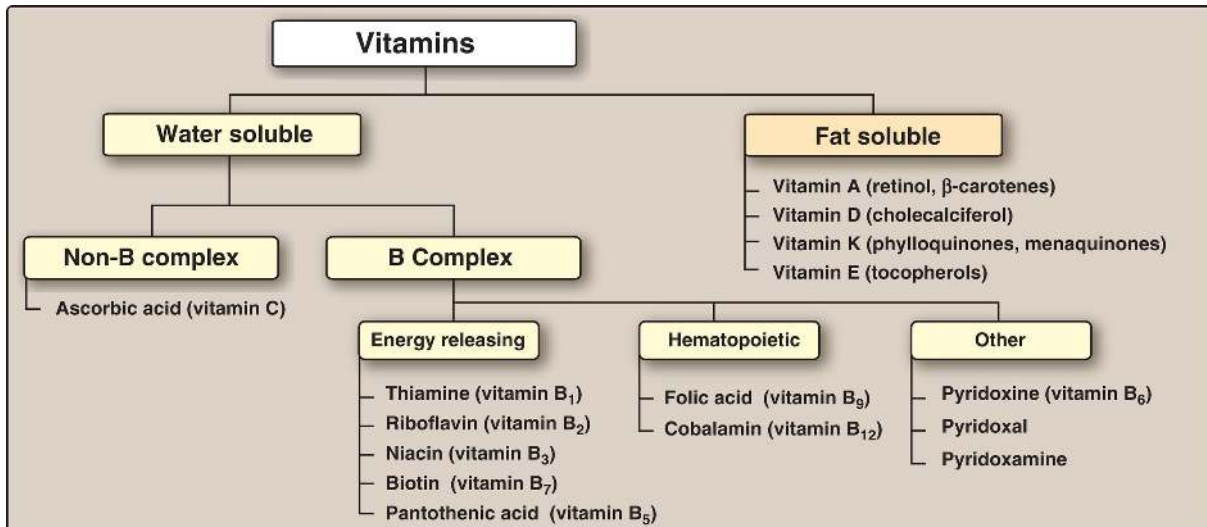 Vitamins
Water soluble
Fat soluble
Vitamin A (retinol, β-carotenes)
Vitamin D (cholecalciferol)
Vitamin K (phylloquinones, menaquinones)
Vitamin E (tocopherols)
Non-B complex
B Complex
Ascorbic acid (vitamin C)
Energy releasing
Hematopoietic
Other
Thiamine (vitamin B₁)
Riboflavin (vitamin B₂)
Niacin (vitamin B₃)
Biotin (vitamin B₇)
Pantothenic acid (vitamin B₅)
Folic acid (vitamin B₉)
Cobalamin (vitamin B₁₂)
Pyridoxine (vitamin B₆)
Pyridoxal
Pyridoxamine